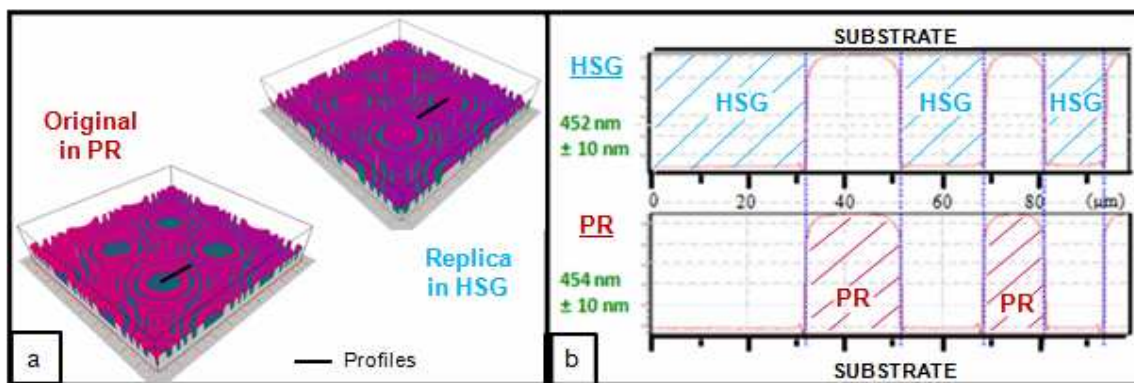 Original
in PR
Replica
in HSG
Profiles
a
SUBSTRATE
HSG
HSG
HSG
HSG
452 nm
± 10 nm
0
20
40
60
80
(µm)
PR
454 nm
± 10 nm
PR
PR
SUBSTRATE
b